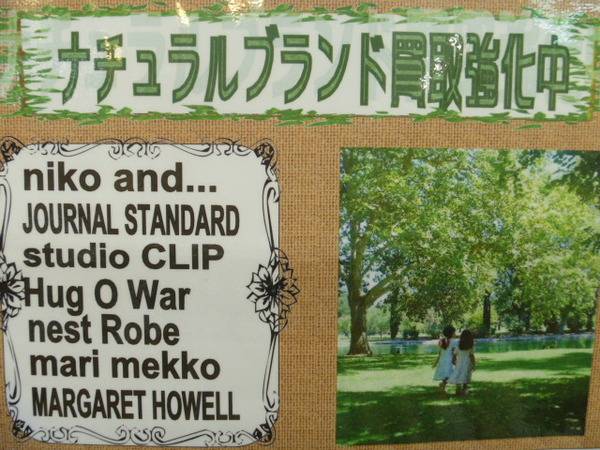 ナチュラルブランド買取強化中
niko and...
JOURNAL STANDARD
studio CLIP
Hug O War
nest Robe
mari mekko
MARGARET HOWELL